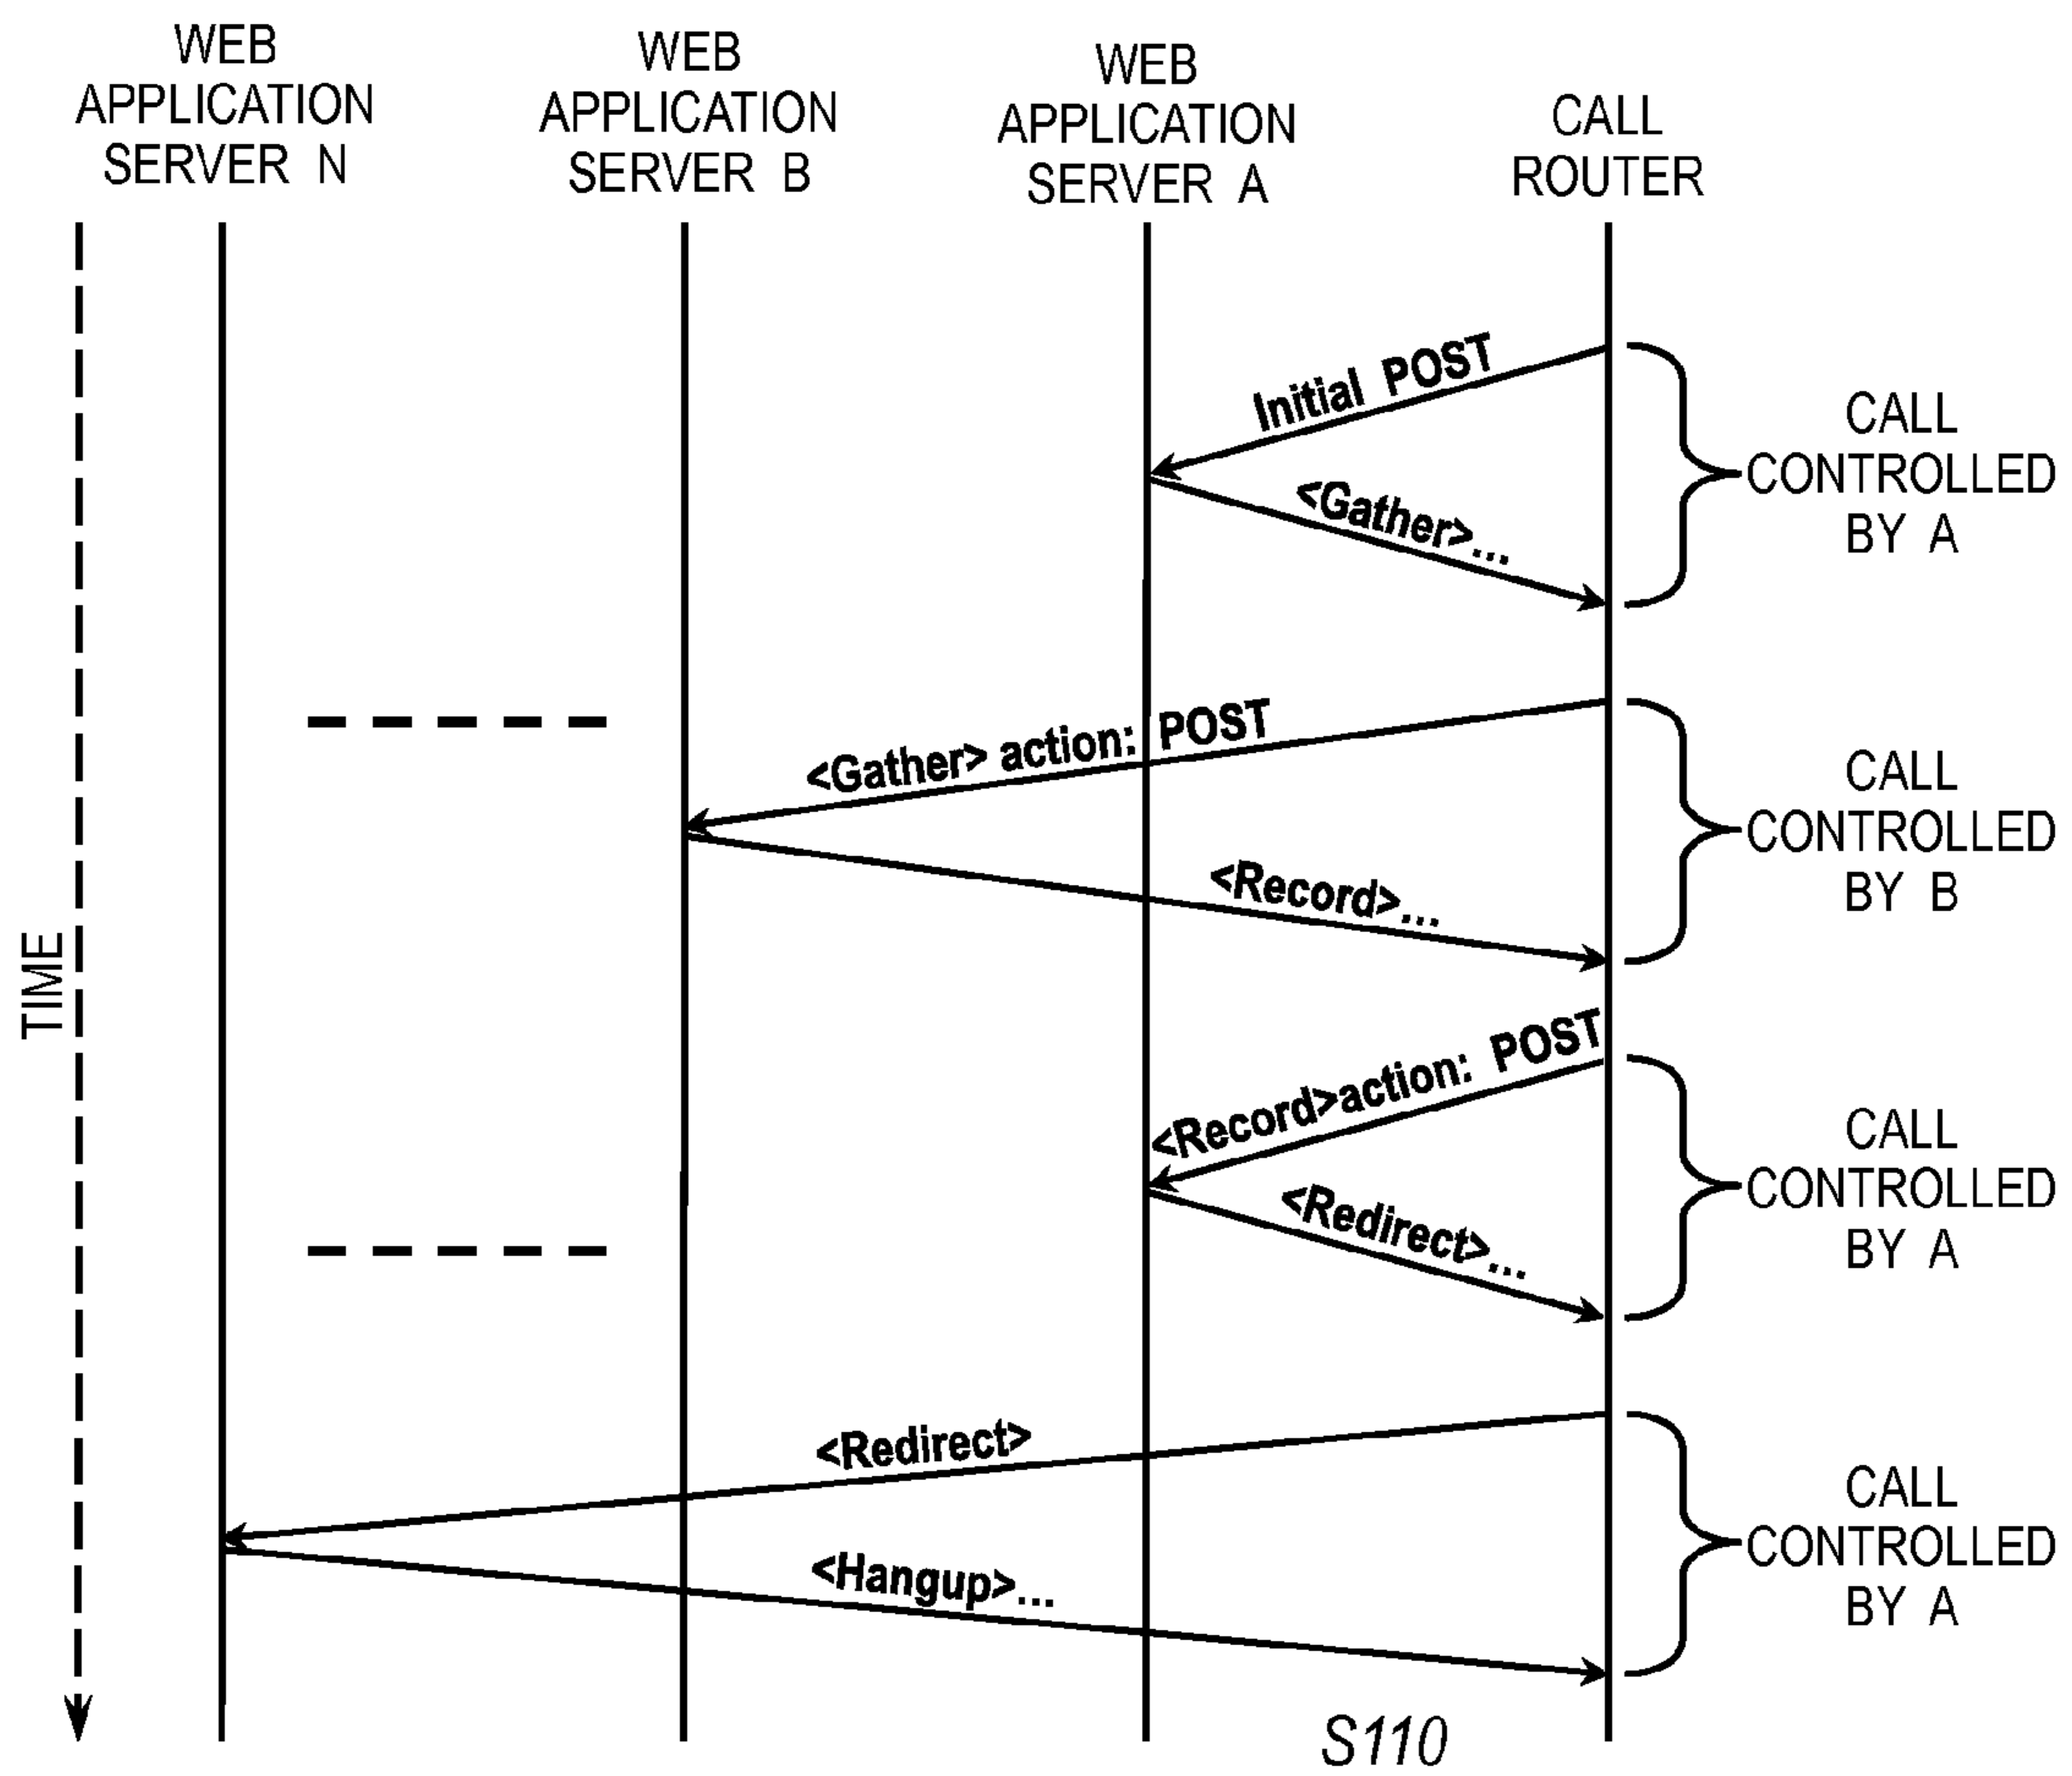 WEB
APPLICATION
SERVER N
WEB
APPLICATION
SERVER B
WEB
APPLICATION
SERVER A
CALL
ROUTER
Initial POST
<Gather>...
CALL
CONTROLLED
BY A
<Gather> action: POST
<Record>...
CALL
CONTROLLED
BY B
TIME
<Record>action: POST
<Redirect>...
CALL
CONTROLLED
BY A
<Redirect>
<Hangup>...
CALL
CONTROLLED
BY A
S110